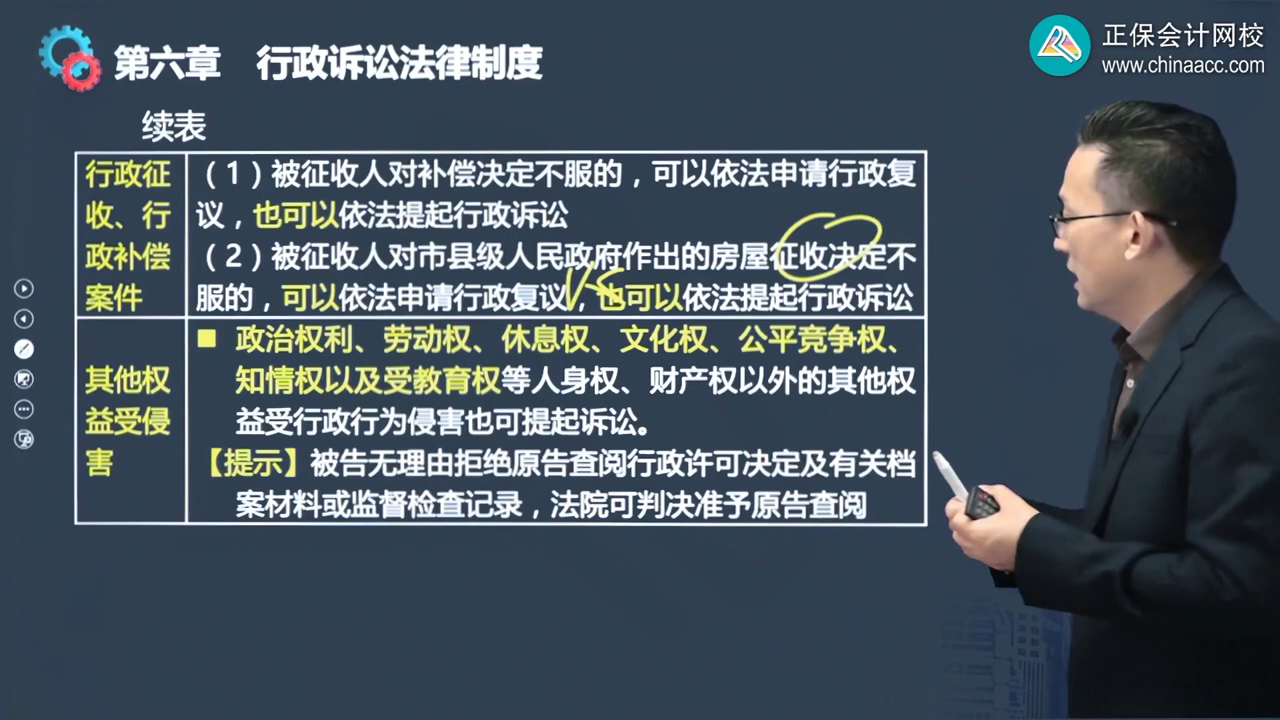 第六章 行政诉讼法律制度
正保会计网校
www.chinaacc.com
续表
行政征收、行政补偿案件
（1）被征收人对补偿决定不服的，可以依法申请行政复
议，也可以依法提起行政诉讼
（2）被征收人对市县级人民政府作出的房屋征收决定不
服的，可以依法申请行政复议，也可以依法提起行政诉讼
VS
其他权益受侵害
■ 政治权利、劳动权、休息权、文化权、公平竞争权、
知情权以及受教育权等人身权、财产权以外的其他权
益受行政行为侵害也可提起诉讼。
【提示】被告无理由拒绝原告查阅行政许可决定及有关档
案材料或监督检查记录，法院可判决准予原告查阅